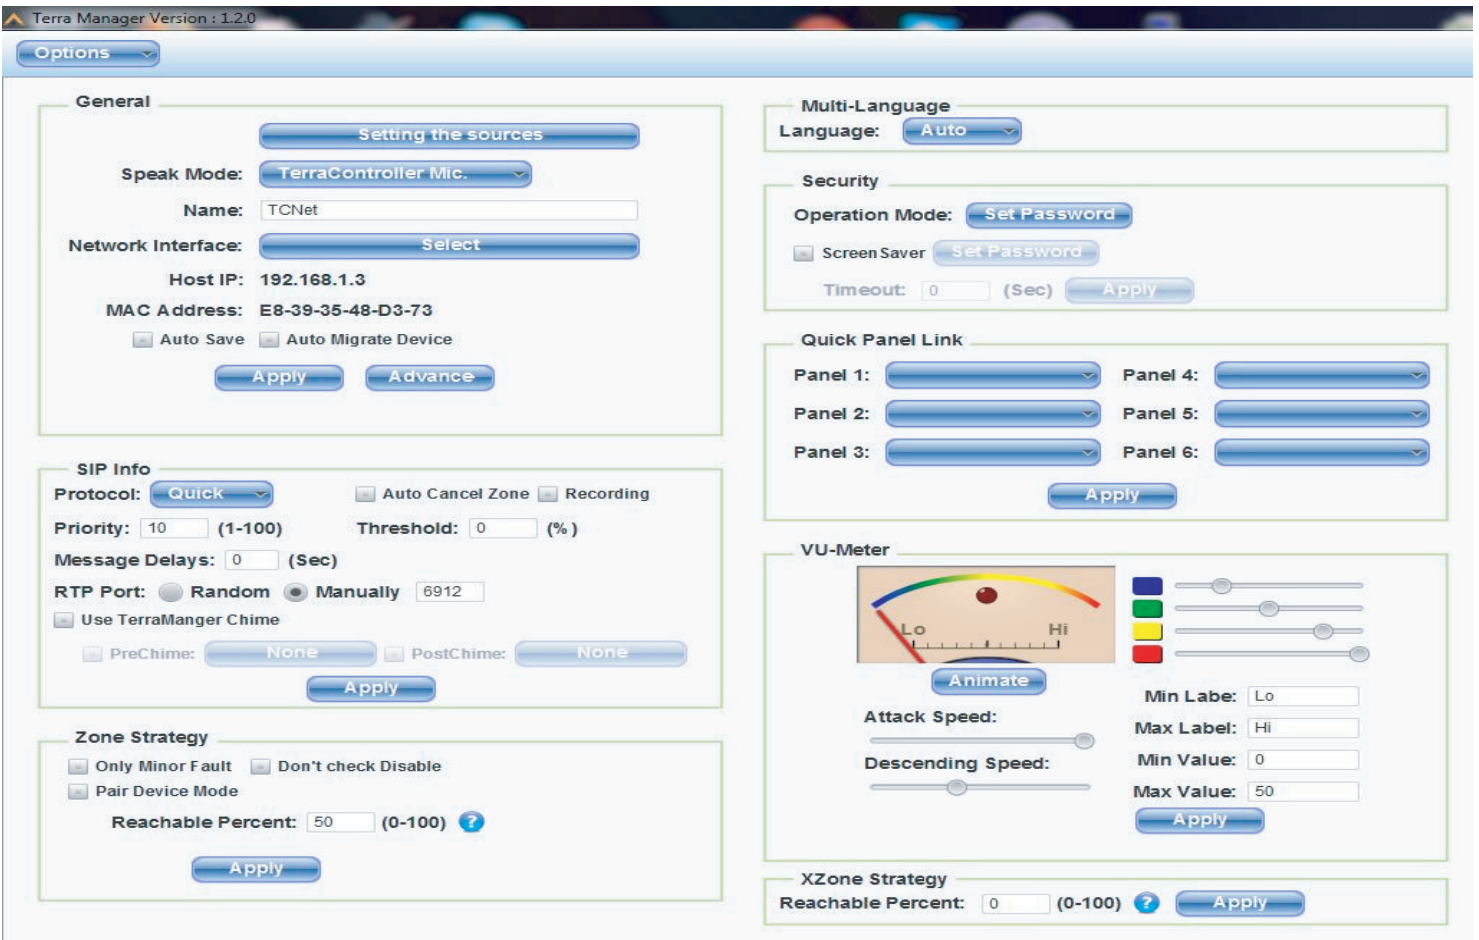 Terra Manager Version : 1.2.0
Options
General
Setting the sources
Speak Mode: TerraController Mic.
Name: TCNet
Network Interface: Select
Host IP: 192.168.1.3
MAC Address: E8-39-35-48-D3-73
Auto Save Auto Migrate Device
Apply Advance
SIP Info
Protocol: Quick Auto Cancel Zone Recording
Priority: 10 (1-100) Threshold: 0 (%)
Message Delays: 0 (Sec)
RTP Port: Random Manually 6912
Use TerraManger Chime
PreChime: None PostChime: None
Apply
Zone Strategy
Only Minor Fault Don't check Disable
Pair Device Mode
Reachable Percent: 50 (0-100) ?
Apply
Multi-Language
Language: Auto
Security
Operation Mode: Set Password
Screen Saver Set Password
Timeout: 0 (Sec) Apply
Quick Panel Link
Panel 1: Panel 4:
Panel 2: Panel 5:
Panel 3: Panel 6:
Apply
VU-Meter
Lo Hi
Animate
Attack Speed:
Descending Speed:
Min Labe: Lo
Max Label: Hi
Min Value: 0
Max Value: 50
Apply
XZone Strategy
Reachable Percent: 0 (0-100) ? Apply